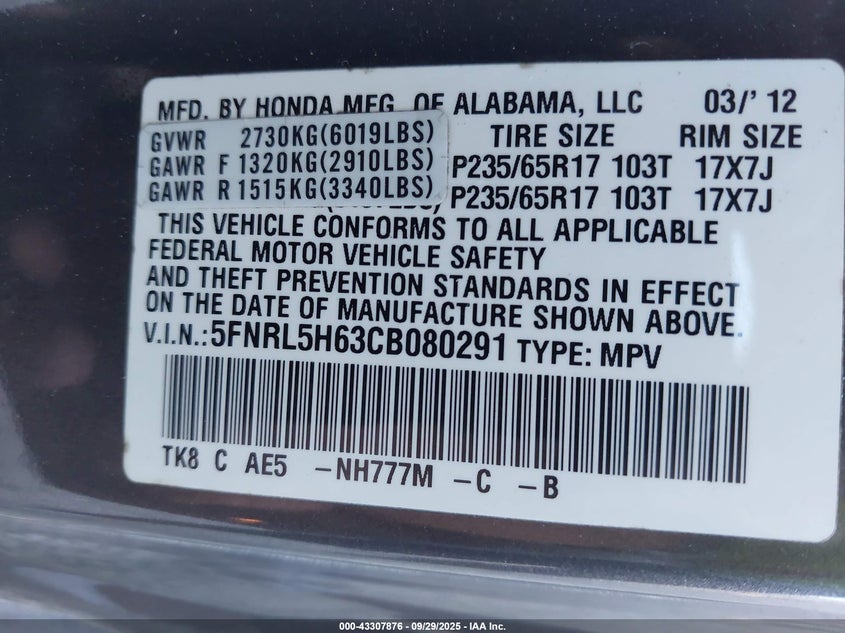 MFD. BY HONDA MFG. OF ALABAMA, LLC 03/'12
GVWR 2730KG(6019LBS) TIRE SIZE RIM SIZE
GAWR F 1320KG(2910LBS) P235/65R17 103T 17X7J
GAWR R 1515KG(3340LBS) P235/65R17 103T 17X7J
THIS VEHICLE CONFORMS TO ALL APPLICABLE
FEDERAL MOTOR VEHICLE SAFETY
AND THEFT PREVENTION STANDARDS IN EFFECT
ON THE DATE OF MANUFACTURE SHOWN ABOVE.
V.I.N.:5FNRL5H63CB080291 TYPE: MPV
TK8 C AE5 -NH777M -C -B
000-43307876 / 09/29/2025 - IAA Inc.